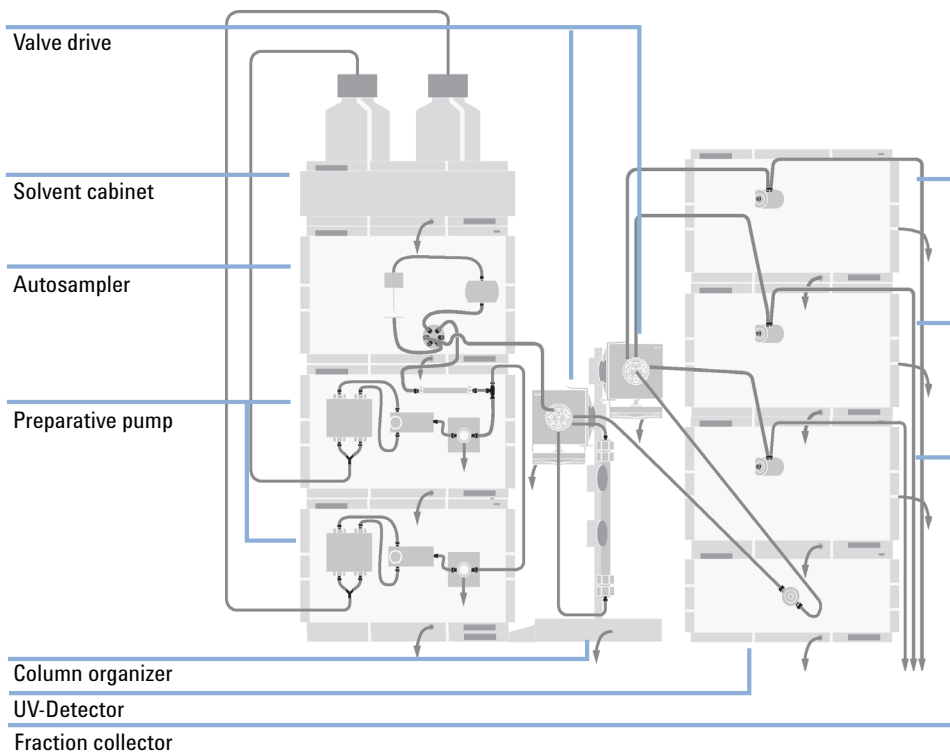 Valve drive
Solvent cabinet
Autosampler
Preparative pump
Column organizer
UV-Detector
Fraction collector